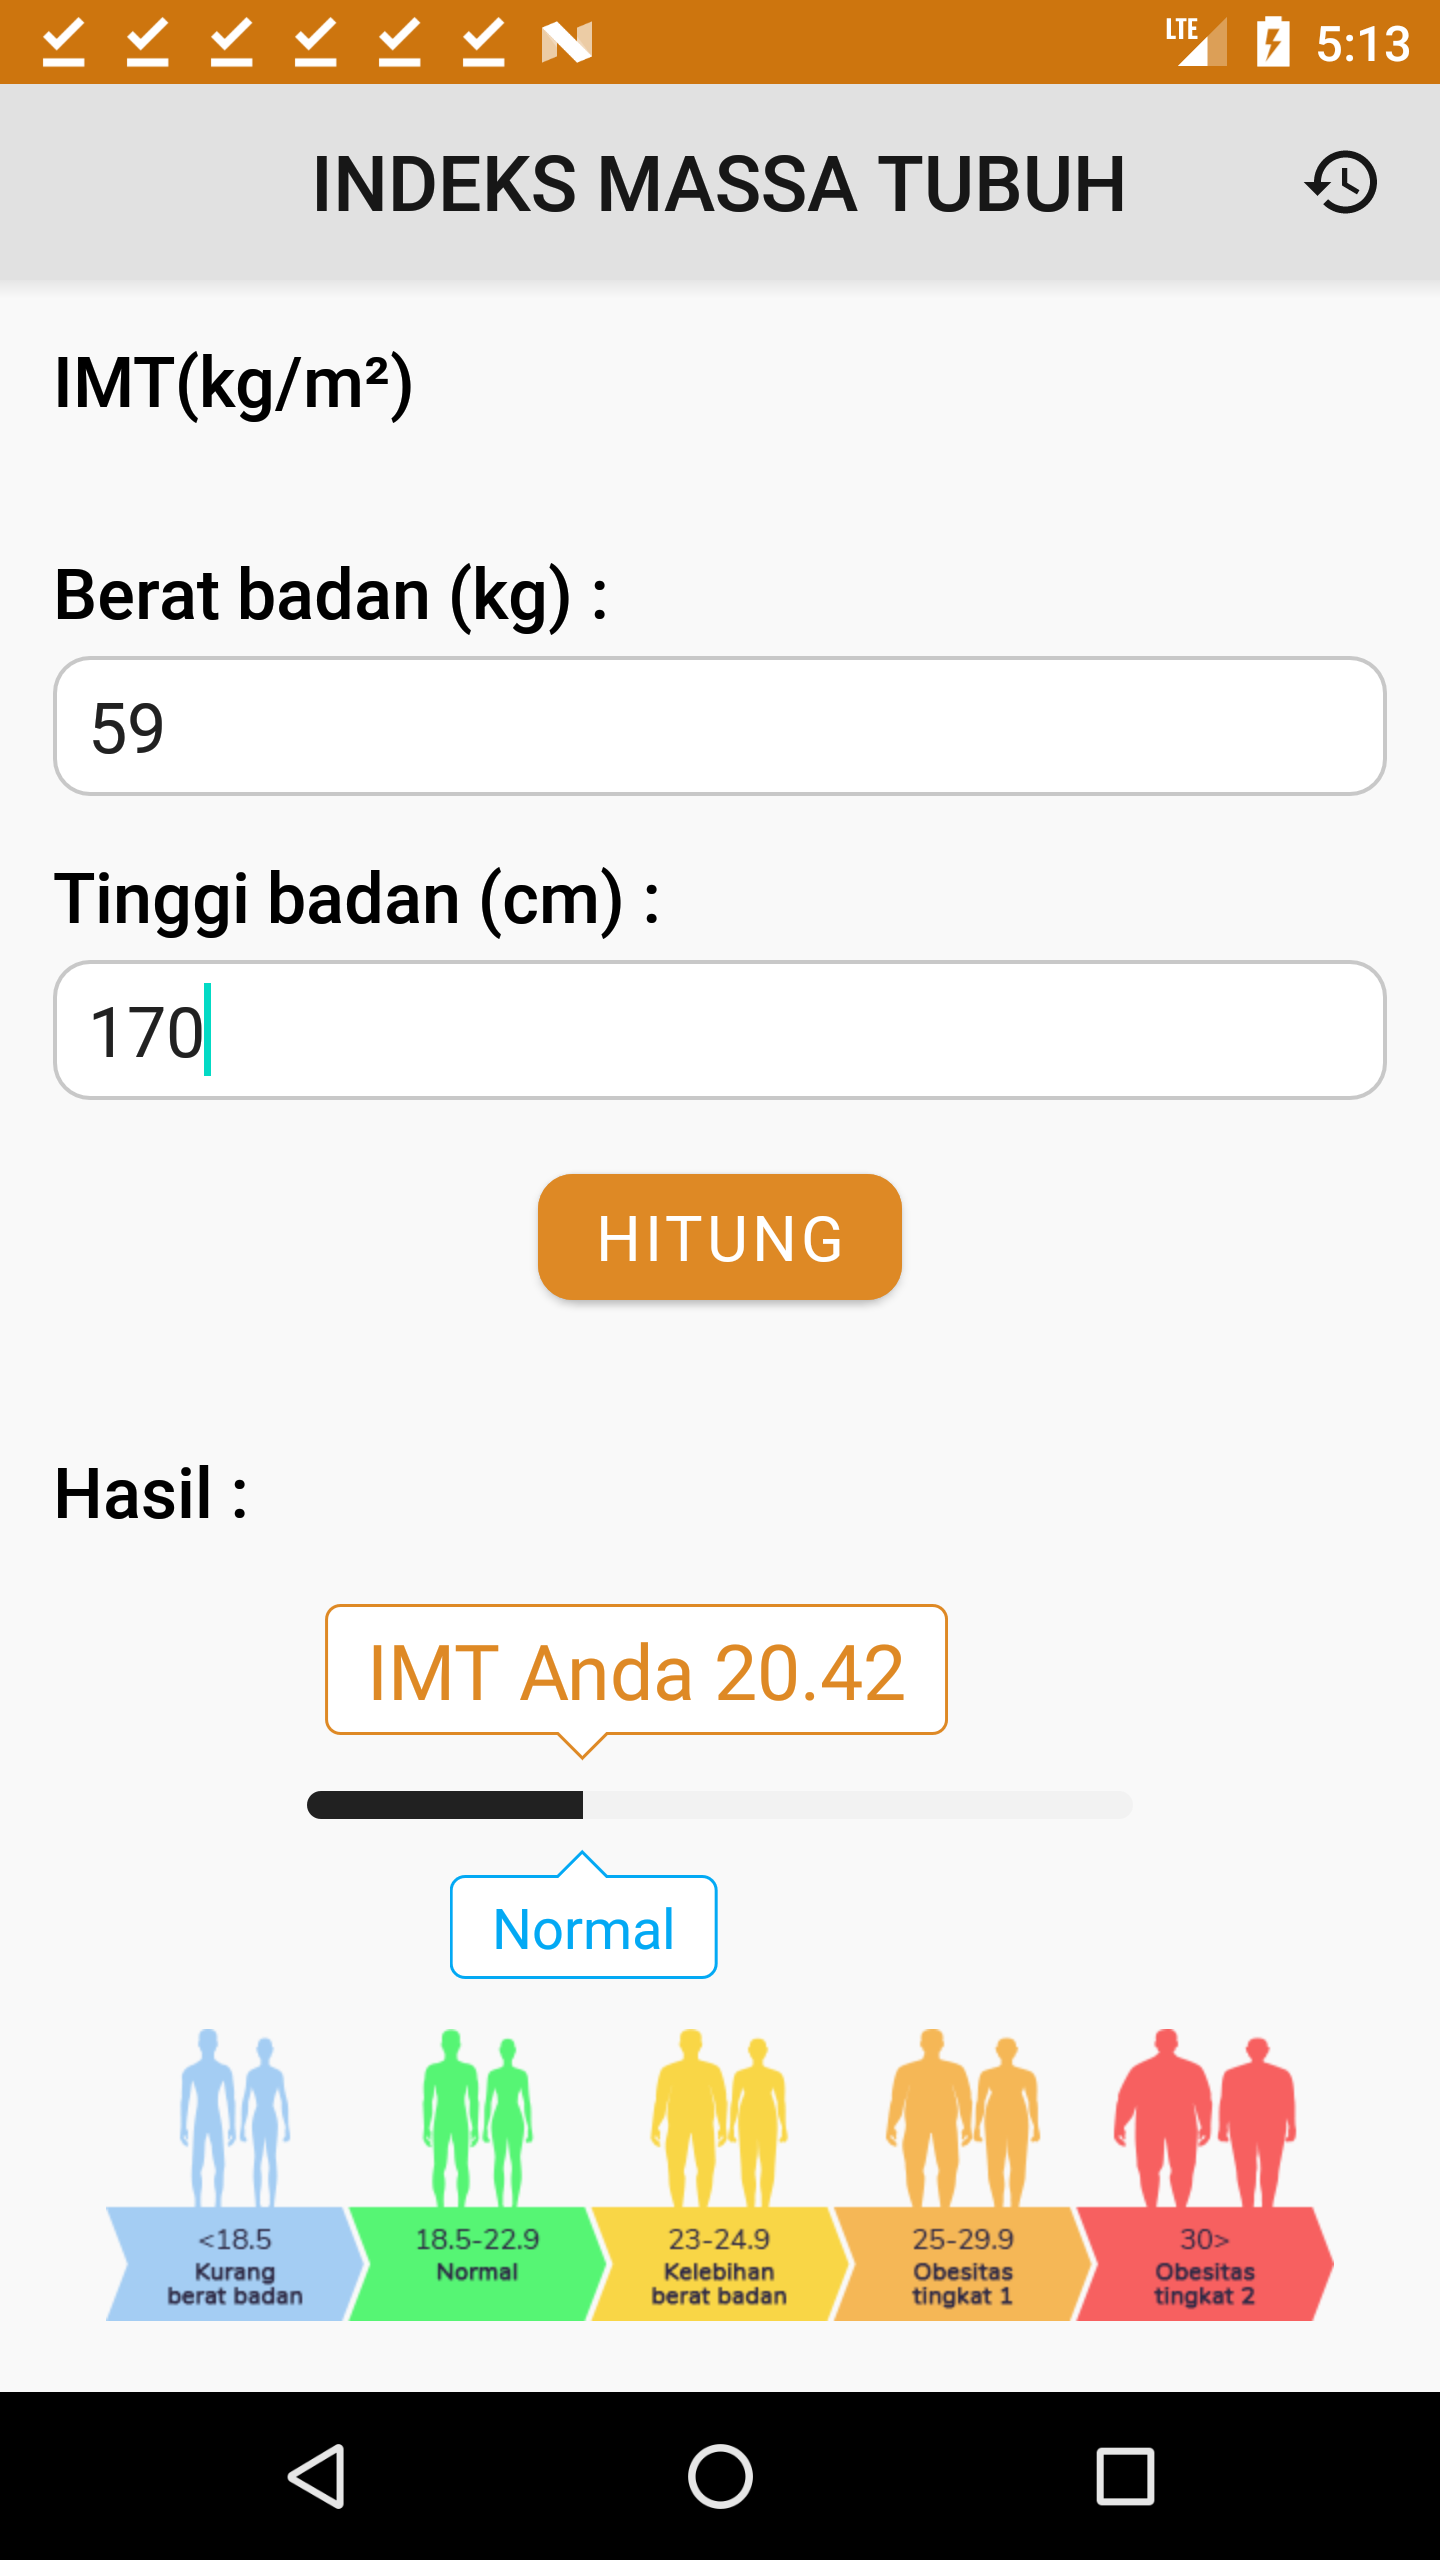 LTE 5:13
INDEKS MASSA TUBUH
IMT(kg/m²)
Berat badan (kg) :
59
Tinggi badan (cm) :
170
HITUNG
Hasil :
IMT Anda 20.42
Normal
<18.5 18.5-22.9 23-24.9 25-29.9 30>
Kurang Normal Kelebihan Obesitas Obesitas
berat badan berat badan tingkat 1 tingkat 2